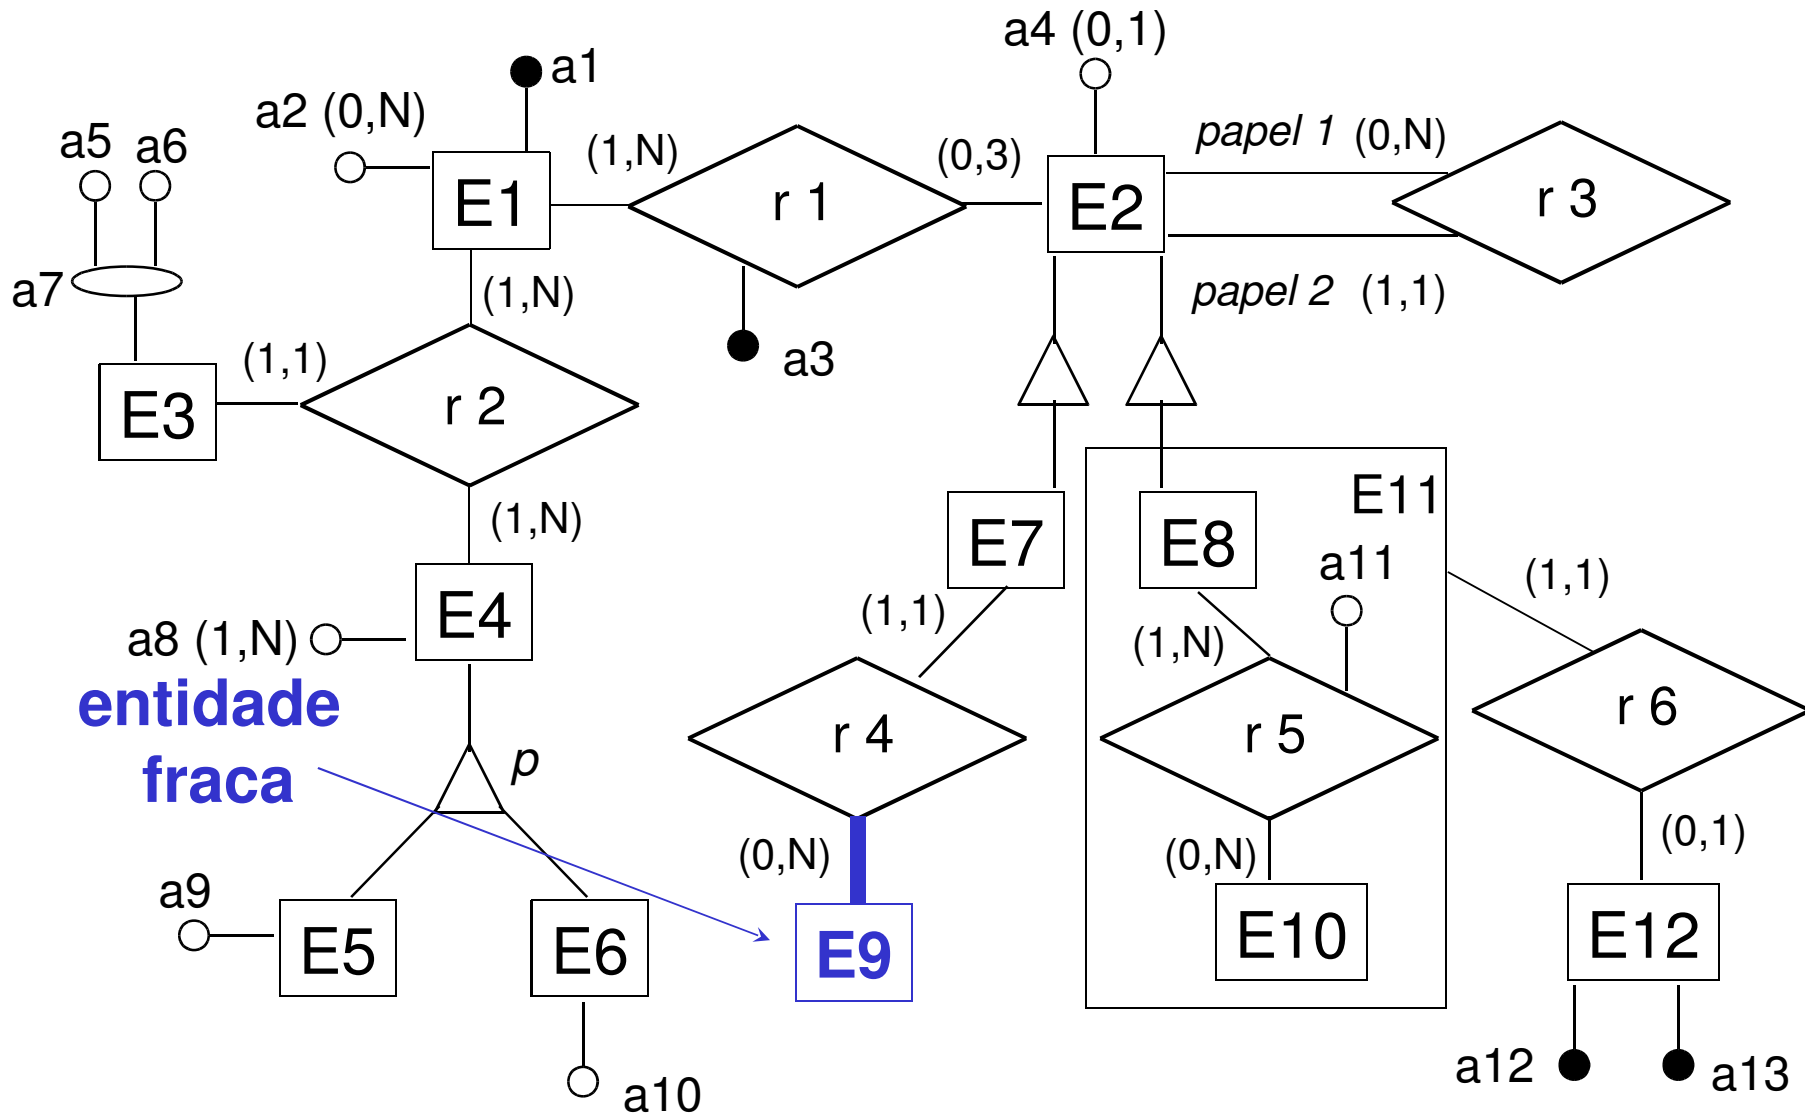 a4 (0,1)
a1
a2 (0,N)
a5
a6
(1,N)
(0,3)
papel 1
(0,N)
E1
r 1
E2
r 3
a7
(1,N)
papel 2
(1,1)
a3
(1,1)
E3
r 2
(1,N)
E11
E7
E8
a11
(1,1)
E4
(1,1)
a8 (1,N)
(1,N)
entidade
fraca
p
r 4
r 5
r 6
(0,N)
(0,N)
(0,1)
a9
E5
E6
E9
E10
E12
a10
a12
a13